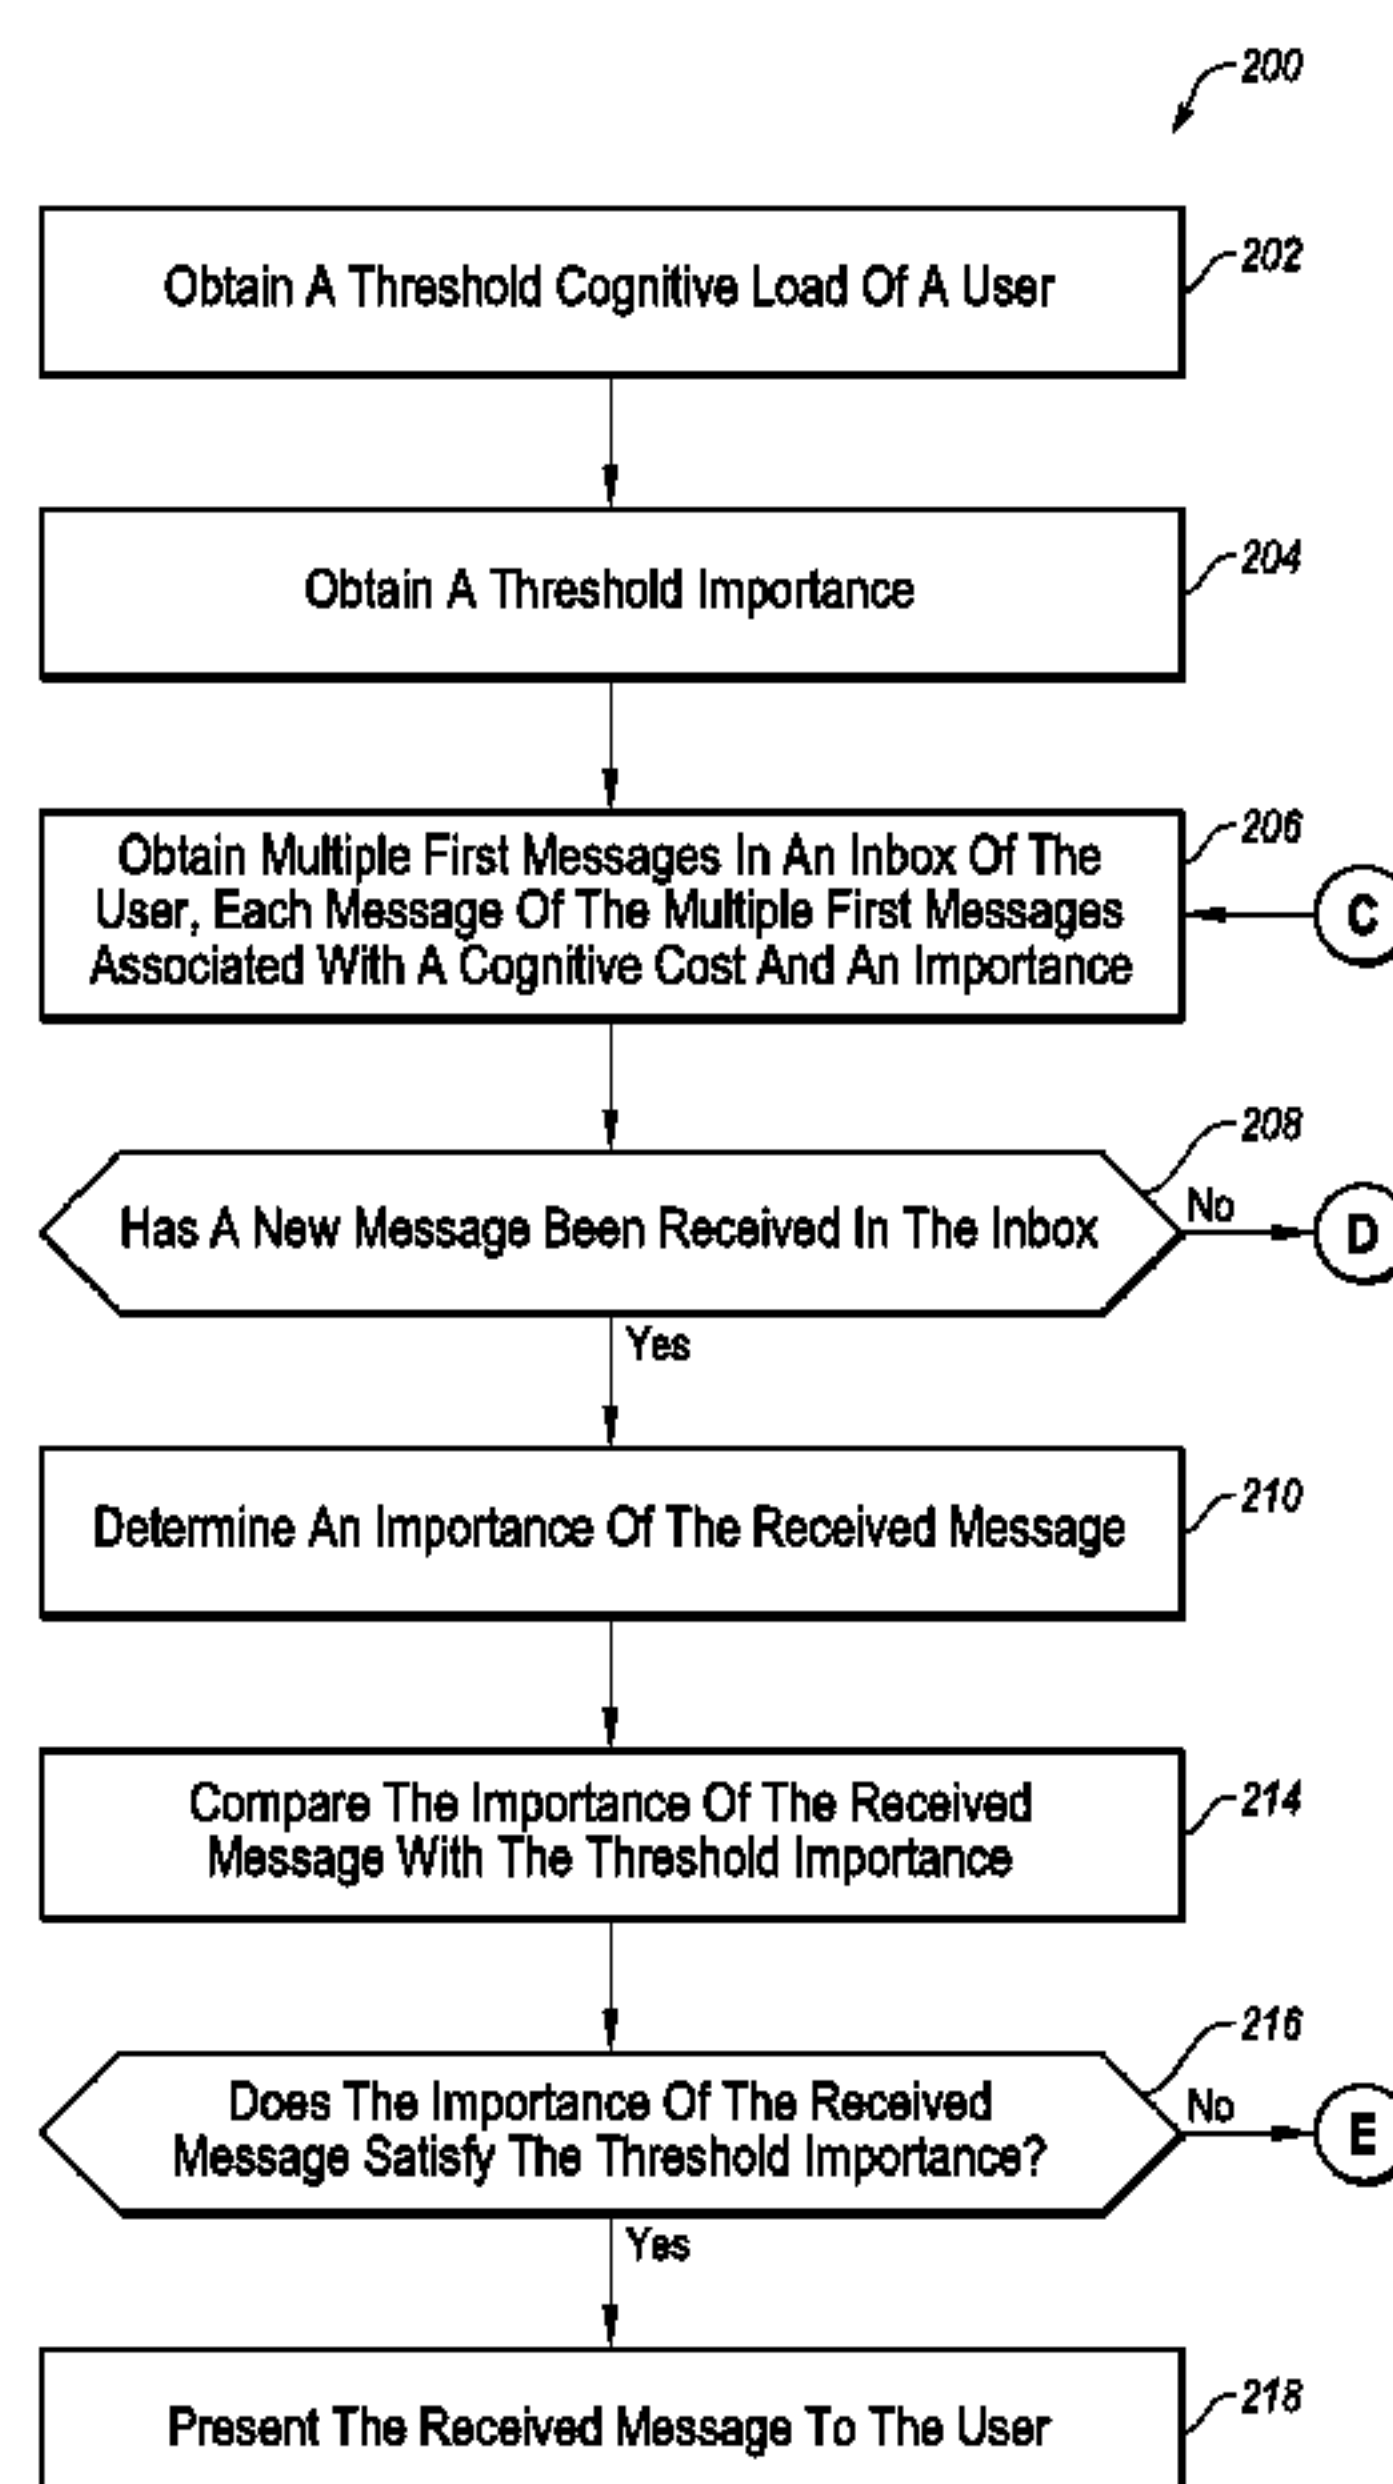 200
Obtain A Threshold Cognitive Load Of A User
202
Obtain A Threshold Importance
204
Obtain Multiple First Messages In An Inbox Of The
User, Each Message Of The Multiple First Messages
Associated With A Cognitive Cost And An Importance
206
C
Has A New Message Been Received In The Inbox
208
No
D
Yes
Determine An Importance Of The Received Message
210
Compare The Importance Of The Received
Message With The Threshold Importance
214
Does The Importance Of The Received
Message Satisfy The Threshold Importance?
216
No
E
Yes
Present The Received Message To The User
218